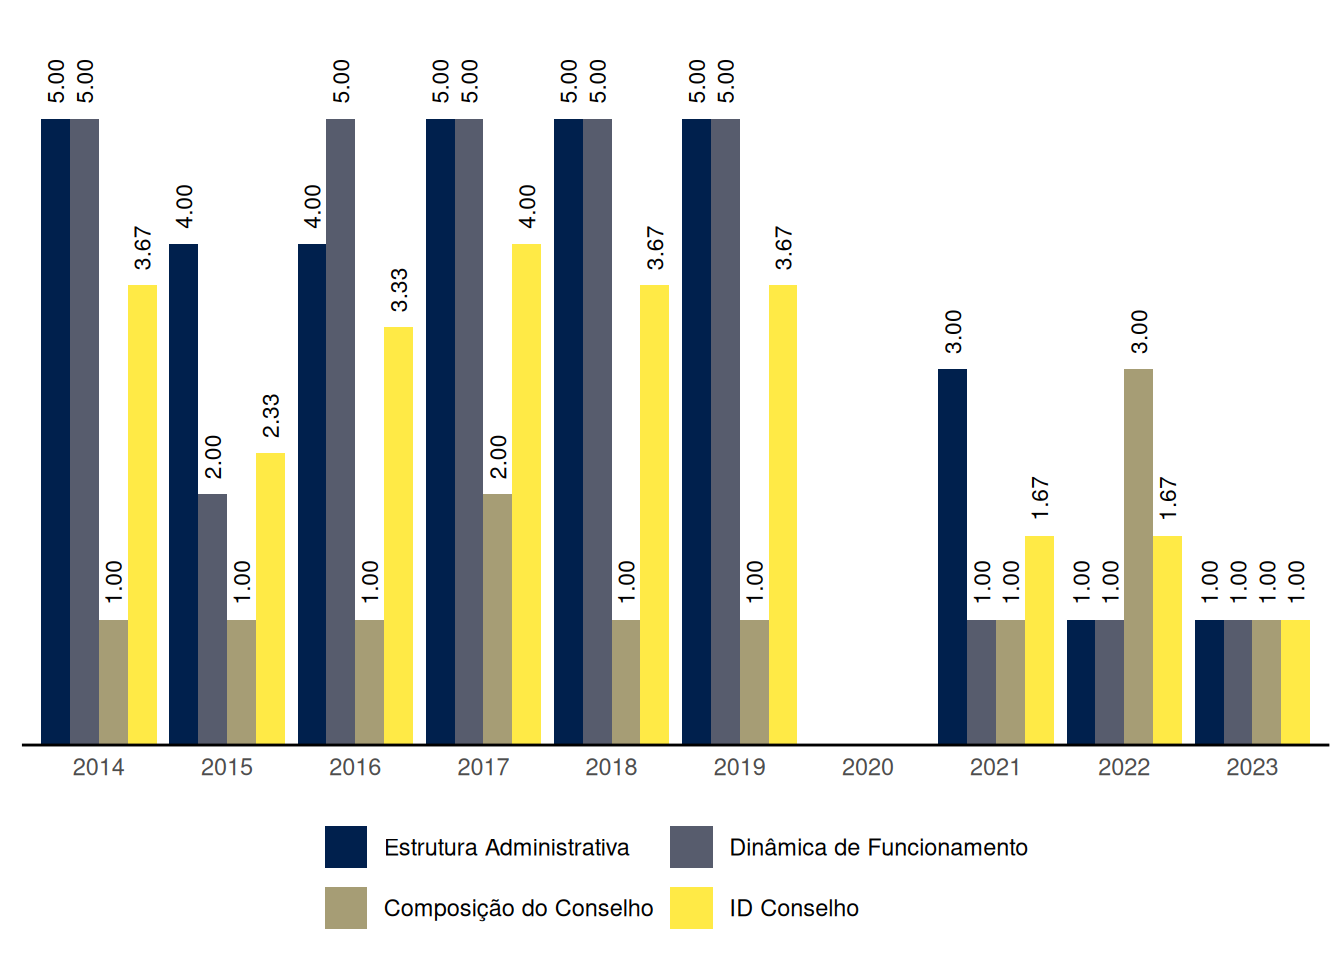 5.00 5.00 1.00 3.67
4.00 2.00 1.00 2.33
4.00 5.00 1.00 3.33
5.00 5.00 2.00 4.00
5.00 5.00 1.00 3.67
5.00 5.00 1.00 3.67
3.00 1.00 1.00 1.67
1.00 1.00 3.00 1.67
1.00 1.00 1.00 1.00
2014 2015 2016 2017 2018 2019 2020 2021 2022 2023
Estrutura Administrativa Dinâmica de Funcionamento
Composição do Conselho ID Conselho